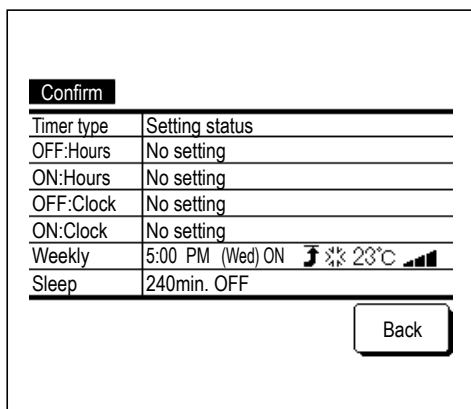 Confirm
Timer type Setting status
OFF:Hours No setting
ON:Hours No setting
OFF:Clock No setting
ON:Clock No setting
Weekly 5:00 PM (Wed) ON 23°C
Sleep 240min. OFF
Back